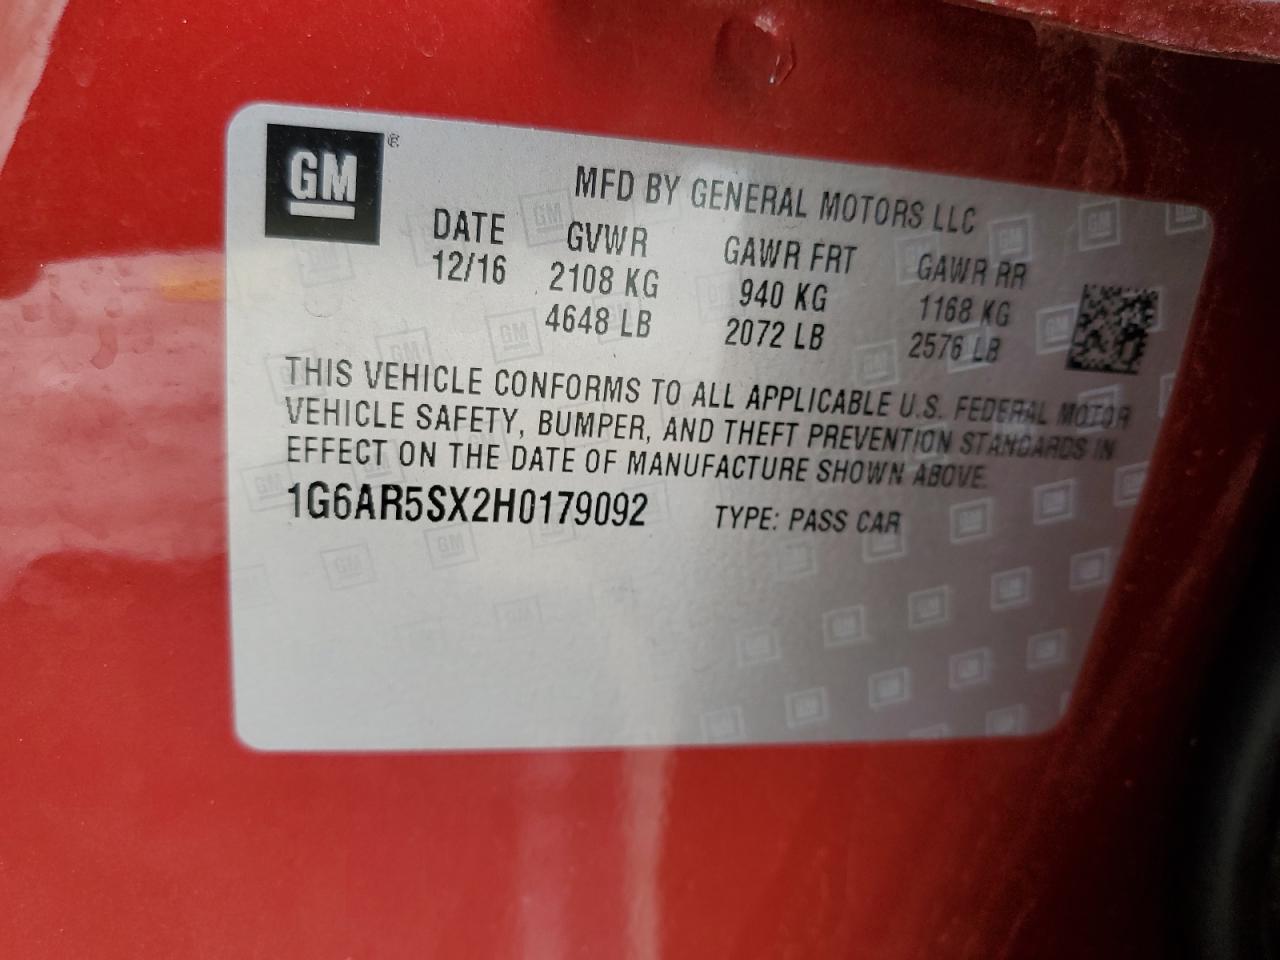 GM ®
MFD BY GENERAL MOTORS LLC
DATE GVWR GAWR FRT GAWR RR
12/16 2108 KG 940 KG 1168 KG
4648 LB 2072 LB 2576 LB
THIS VEHICLE CONFORMS TO ALL APPLICABLE U.S. FEDERAL MOTOR
VEHICLE SAFETY, BUMPER, AND THEFT PREVENTION STANDARDS IN
EFFECT ON THE DATE OF MANUFACTURE SHOWN ABOVE.
1G6AR5SX2H0179092 TYPE: PASS CAR